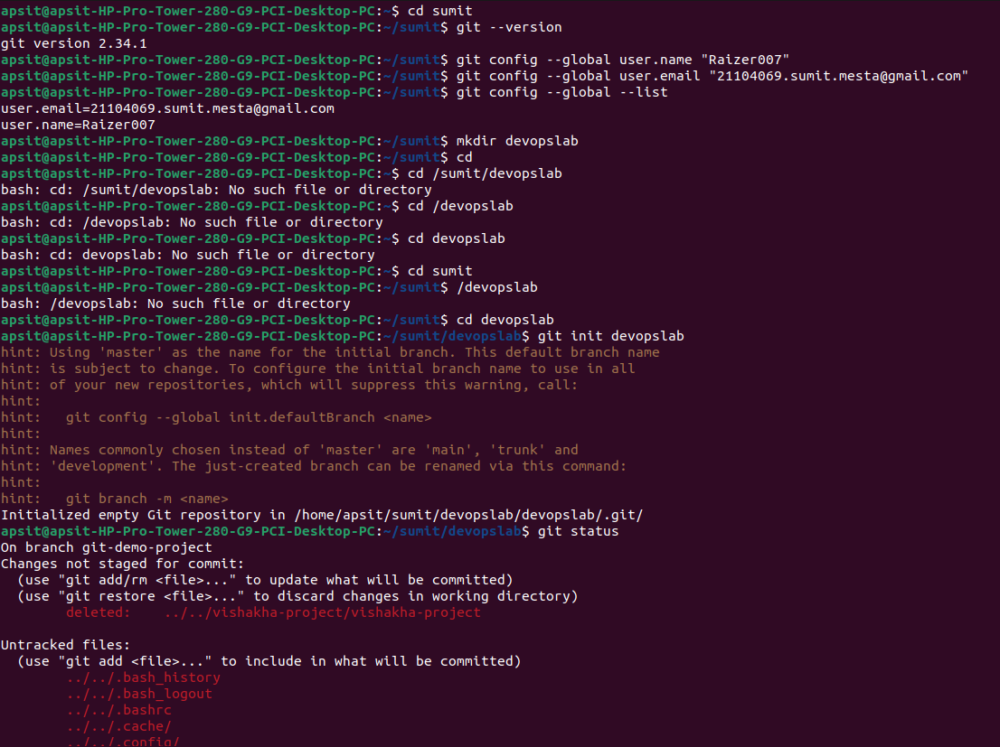 apsit@apsit-HP-Pro-Tower-280-G9-PCI-Desktop-PC:~$ cd sumit
apsit@apsit-HP-Pro-Tower-280-G9-PCI-Desktop-PC:~/sumit$ git --version
git version 2.34.1
apsit@apsit-HP-Pro-Tower-280-G9-PCI-Desktop-PC:~/sumit$ git config --global user.name "Raizer007"
apsit@apsit-HP-Pro-Tower-280-G9-PCI-Desktop-PC:~/sumit$ git config --global user.email "21104069.sumit.mesta@gmail.com"
apsit@apsit-HP-Pro-Tower-280-G9-PCI-Desktop-PC:~/sumit$ git config --global --list
user.email=21104069.sumit.mesta@gmail.com
user.name=Raizer007
apsit@apsit-HP-Pro-Tower-280-G9-PCI-Desktop-PC:~/sumit$ mkdir devopslab
apsit@apsit-HP-Pro-Tower-280-G9-PCI-Desktop-PC:~/sumit$ cd
apsit@apsit-HP-Pro-Tower-280-G9-PCI-Desktop-PC:~$ cd /sumit/devopslab
bash: cd: /sumit/devopslab: No such file or directory
apsit@apsit-HP-Pro-Tower-280-G9-PCI-Desktop-PC:~$ cd /devopslab
bash: cd: /devopslab: No such file or directory
apsit@apsit-HP-Pro-Tower-280-G9-PCI-Desktop-PC:~$ cd devopslab
bash: cd: devopslab: No such file or directory
apsit@apsit-HP-Pro-Tower-280-G9-PCI-Desktop-PC:~$ cd sumit
apsit@apsit-HP-Pro-Tower-280-G9-PCI-Desktop-PC:~/sumit$ /devopslab
bash: /devopslab: No such file or directory
apsit@apsit-HP-Pro-Tower-280-G9-PCI-Desktop-PC:~/sumit$ cd devopslab
apsit@apsit-HP-Pro-Tower-280-G9-PCI-Desktop-PC:~/sumit/devopslab$ git init devopslab
hint: Using 'master' as the name for the initial branch. This default branch name
hint: is subject to change. To configure the initial branch name to use in all
hint: of your new repositories, which will suppress this warning, call:
hint:
hint:   git config --global init.defaultBranch <name>
hint:
hint: Names commonly chosen instead of 'master' are 'main', 'trunk' and
hint: 'development'. The just-created branch can be renamed via this command:
hint:
hint:   git branch -m <name>
Initialized empty Git repository in /home/apsit/sumit/devopslab/devopslab/.git/
apsit@apsit-HP-Pro-Tower-280-G9-PCI-Desktop-PC:~/sumit/devopslab$ git status
On branch git-demo-project
Changes not staged for commit:
  (use "git add/rm <file>..." to update what will be committed)
  (use "git restore <file>..." to discard changes in working directory)
        deleted:    ../../vishakha-project/vishakha-project

Untracked files:
  (use "git add <file>..." to include in what will be committed)
        ../../.bash_history
        ../../.bash_logout
        ../../.bashrc
        ../../.cache/
        ../../.config/